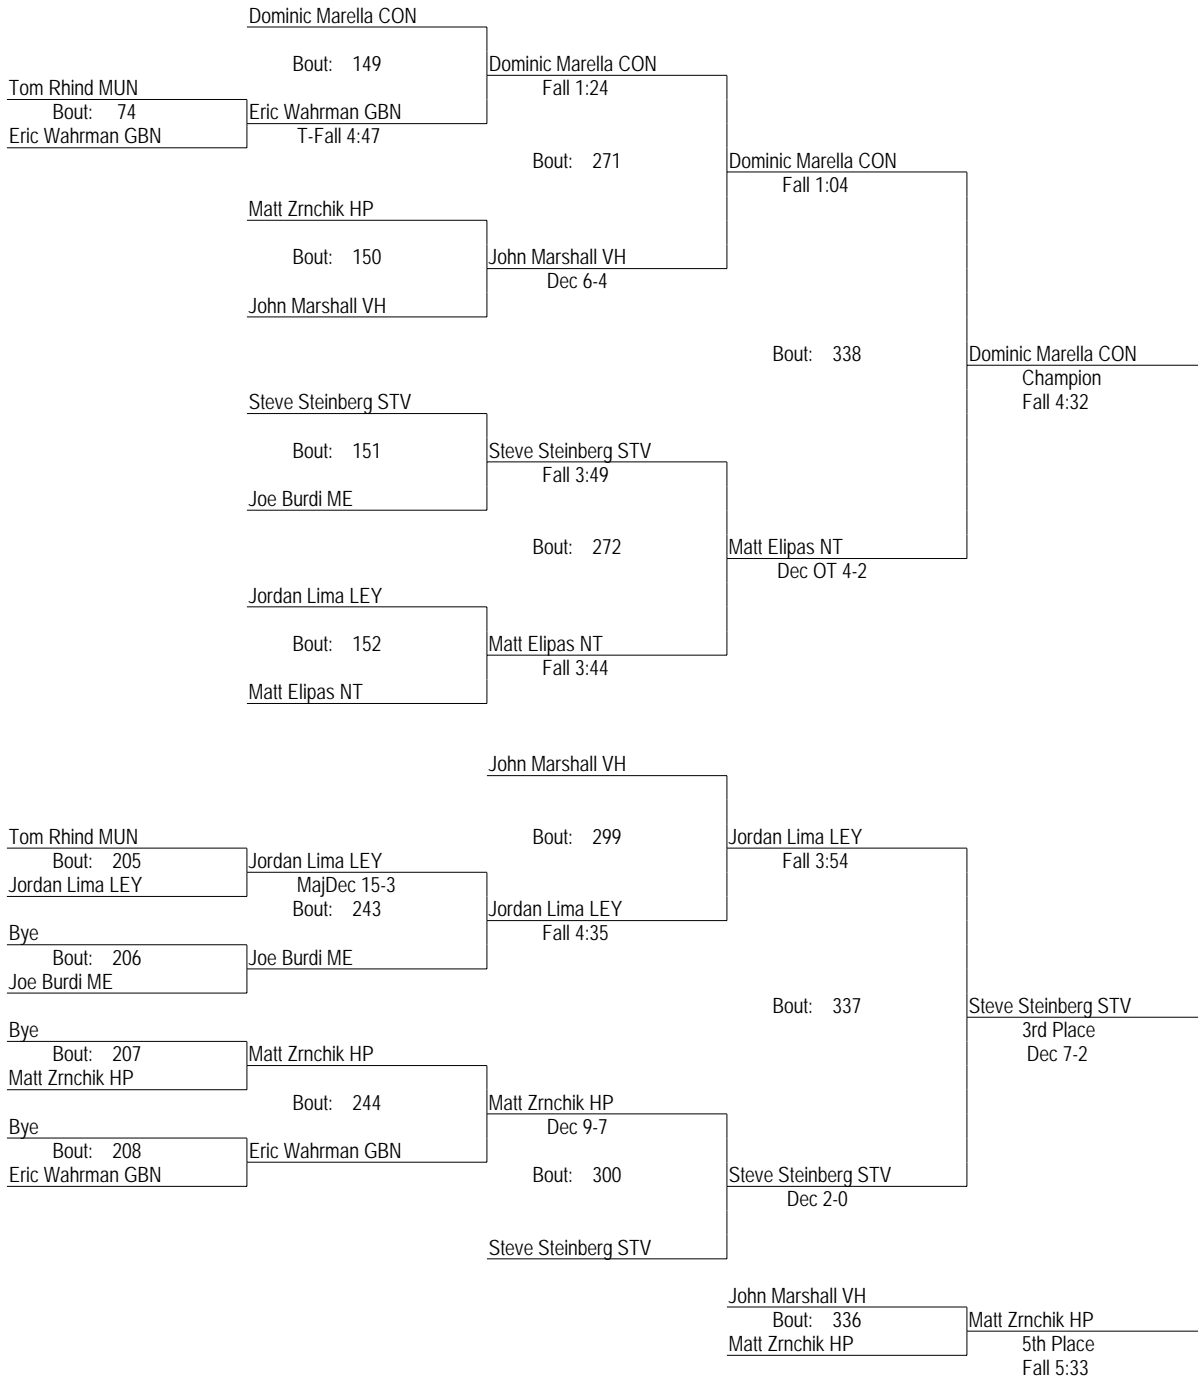 Dominic Marella CON
Bout: 149
Dominic Marella CON
Fall 1:24
Tom Rhind MUN
Bout: 74
Eric Wahrman GBN
Eric Wahrman GBN
T-Fall 4:47
Bout: 271
Dominic Marella CON
Fall 1:04
Matt Zrnchik HP
Bout: 150
John Marshall VH
Dec 6-4
John Marshall VH
Bout: 338
Dominic Marella CON
Champion
Fall 4:32
Steve Steinberg STV
Bout: 151
Steve Steinberg STV
Fall 3:49
Joe Burdi ME
Bout: 272
Matt Elipas NT
Dec OT 4-2
Jordan Lima LEY
Bout: 152
Matt Elipas NT
Fall 3:44
Matt Elipas NT
John Marshall VH
Bout: 299
Jordan Lima LEY
Fall 3:54
Tom Rhind MUN
Bout: 205
Jordan Lima LEY
Jordan Lima LEY
MajDec 15-3
Bout: 243
Jordan Lima LEY
Fall 4:35
Bye
Bout: 206
Joe Burdi ME
Joe Burdi ME
Bout: 337
Steve Steinberg STV
3rd Place
Dec 7-2
Bye
Bout: 207
Matt Zrnchik HP
Matt Zrnchik HP
Bout: 244
Matt Zrnchik HP
Dec 9-7
Bye
Bout: 208
Eric Wahrman GBN
Eric Wahrman GBN
Bout: 300
Steve Steinberg STV
Dec 2-0
Steve Steinberg STV
John Marshall VH
Bout: 336
Matt Zrnchik HP
Matt Zrnchik HP
5th Place
Fall 5:33